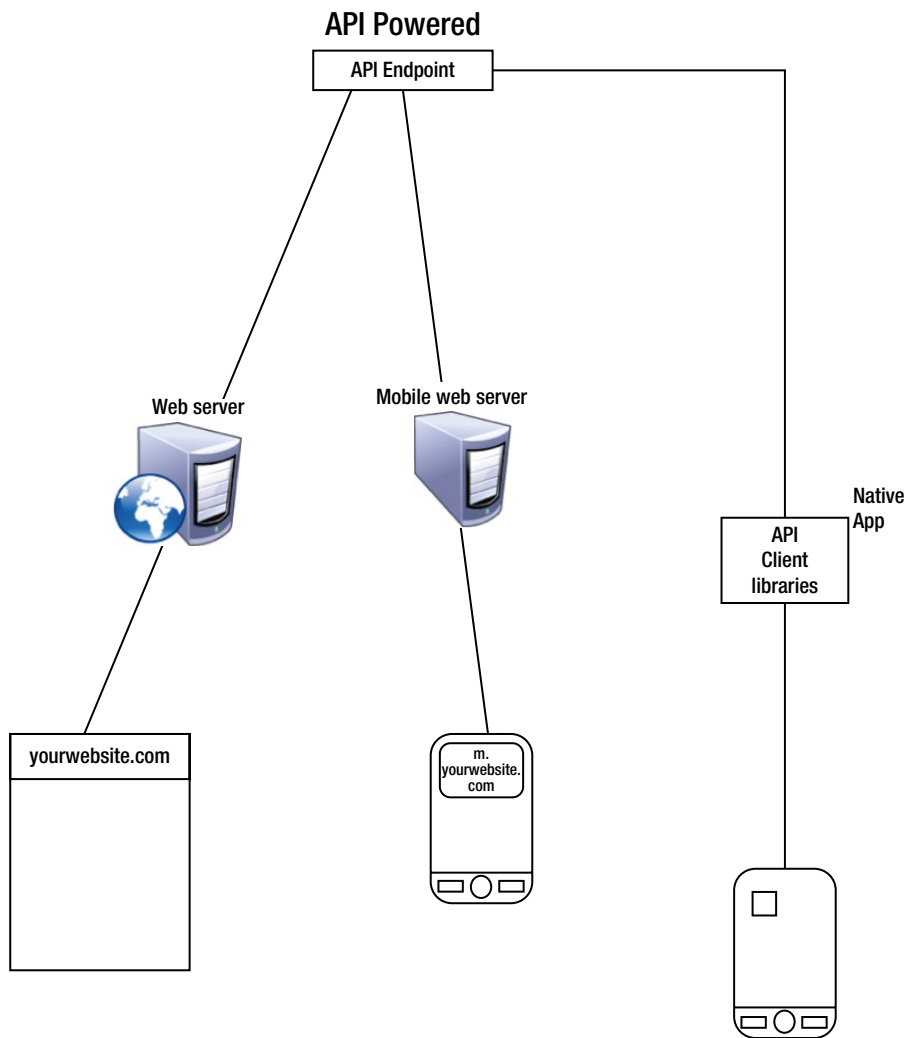 API Powered
API Endpoint
Web server
Mobile web server
Native
App
API
Client
libraries
yourwebsite.com
m.
yourwebsite.
com